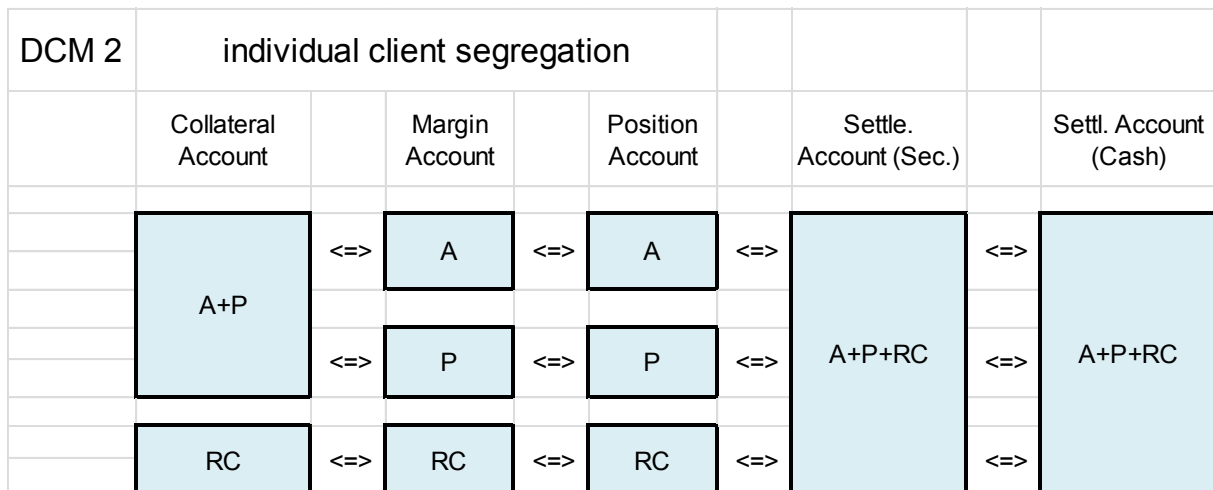 DCM 2 individual client segregation
Collateral Account Margin Account Position Account Settle. Account (Sec.) Settl. Account (Cash)
<=> A <=> A <=> <=>
A+P
<=> P <=> P <=> A+P+RC <=> A+P+RC
RC <=> RC <=> RC <=> <=>